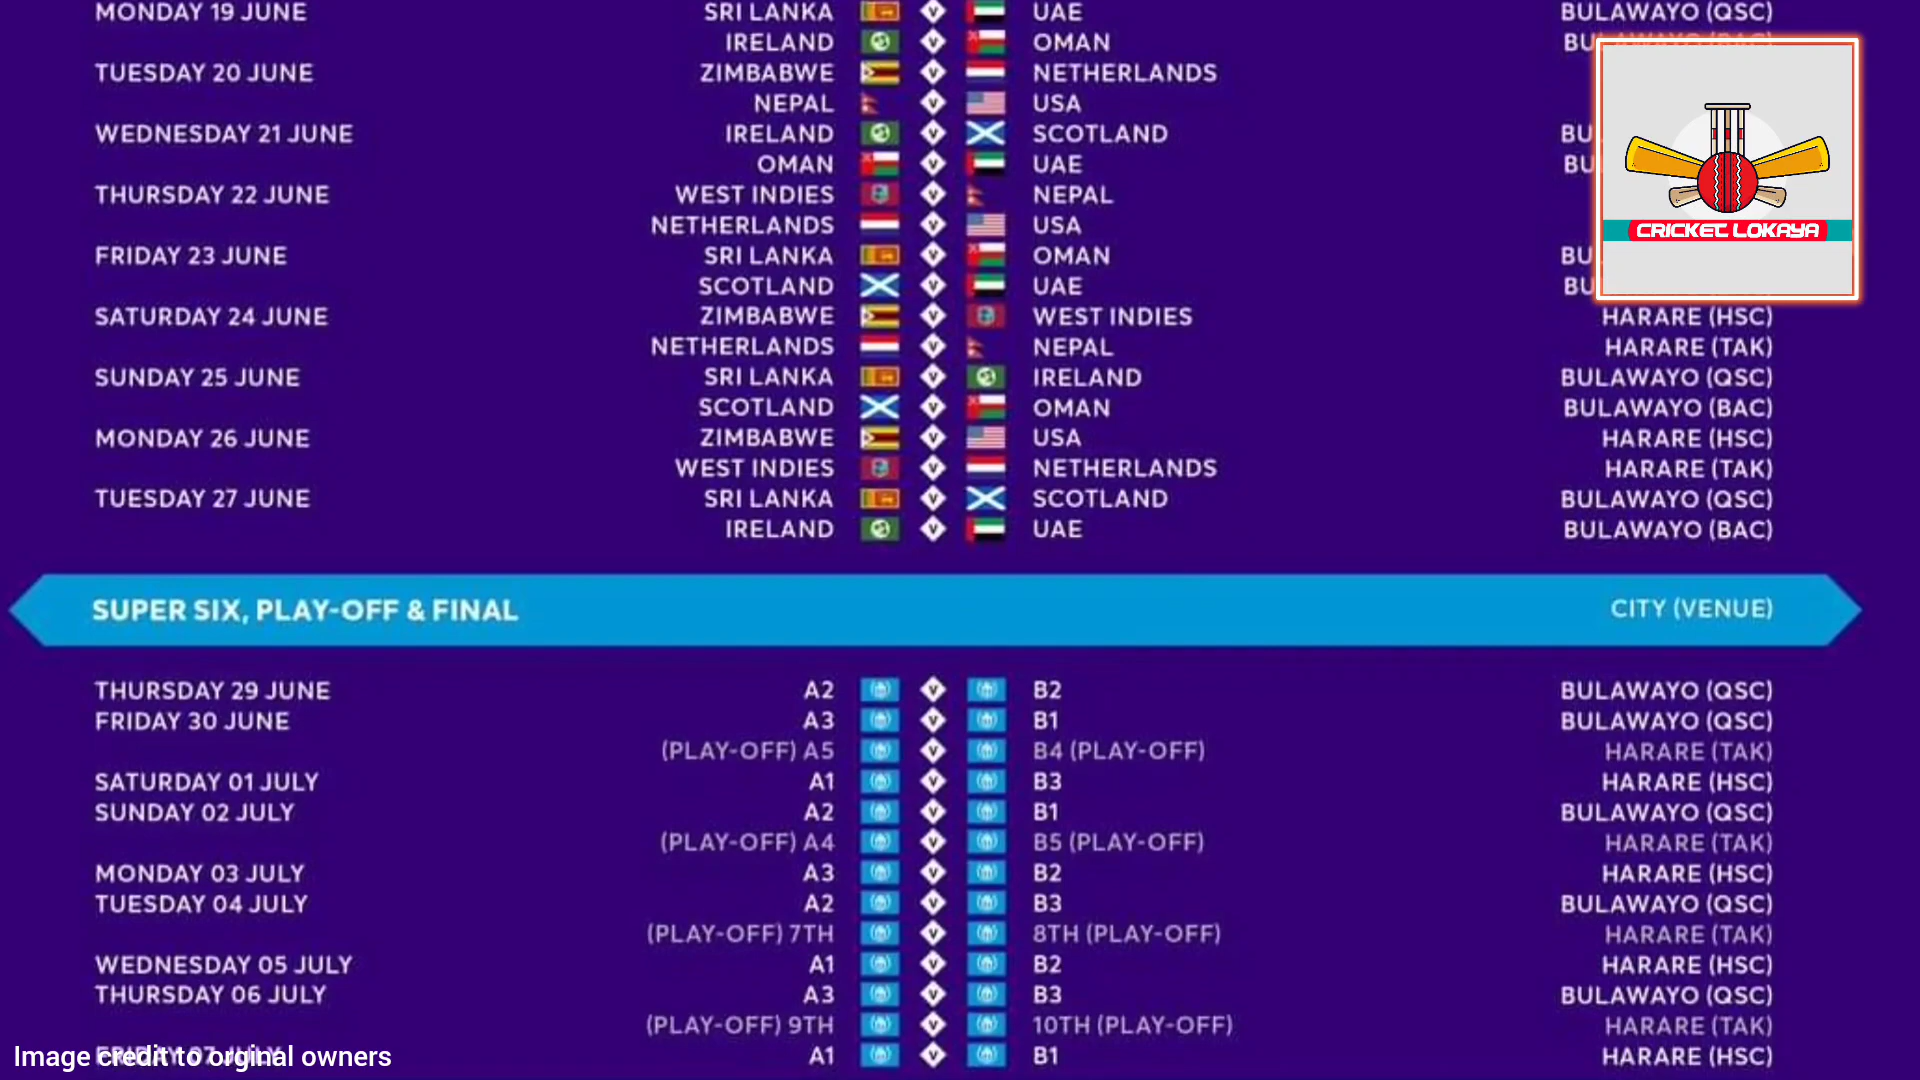 MONDAY 19 JUNE SRI LANKA V UAE BULAWAYO (QSC)
IRELAND V OMAN BU
TUESDAY 20 JUNE ZIMBABWE V NETHERLANDS
NEPAL V USA
WEDNESDAY 21 JUNE IRELAND V SCOTLAND BU
OMAN V UAE BU
THURSDAY 22 JUNE WEST INDIES V NEPAL
NETHERLANDS V USA
CRICKET LOKAYA
FRIDAY 23 JUNE SRI LANKA V OMAN BU
SCOTLAND V UAE BU
SATURDAY 24 JUNE ZIMBABWE V WEST INDIES HARARE (HSC)
NETHERLANDS V NEPAL HARARE (TAK)
SUNDAY 25 JUNE SRI LANKA V IRELAND BULAWAYO (QSC)
SCOTLAND V OMAN BULAWAYO (BAC)
MONDAY 26 JUNE ZIMBABWE V USA HARARE (HSC)
WEST INDIES V NETHERLANDS HARARE (TAK)
TUESDAY 27 JUNE SRI LANKA V SCOTLAND BULAWAYO (QSC)
IRELAND V UAE BULAWAYO (BAC)
SUPER SIX, PLAY-OFF & FINAL CITY (VENUE)
THURSDAY 29 JUNE A2 V B2 BULAWAYO (QSC)
FRIDAY 30 JUNE A3 V B1 BULAWAYO (QSC)
(PLAY-OFF) A5 V B4 (PLAY-OFF) HARARE (TAK)
SATURDAY 01 JULY A1 V B3 HARARE (HSC)
SUNDAY 02 JULY A2 V B1 BULAWAYO (QSC)
(PLAY-OFF) A4 V B5 (PLAY-OFF) HARARE (TAK)
MONDAY 03 JULY A3 V B2 HARARE (HSC)
TUESDAY 04 JULY A2 V B3 BULAWAYO (QSC)
(PLAY-OFF) 7TH V 8TH (PLAY-OFF) HARARE (TAK)
WEDNESDAY 05 JULY A1 V B2 HARARE (HSC)
THURSDAY 06 JULY A3 V B3 BULAWAYO (QSC)
(PLAY-OFF) 9TH V 10TH (PLAY-OFF) HARARE (TAK)
FRIDAY 07 JULY A1 V B1 HARARE (HSC)
Image credit to orginal owners